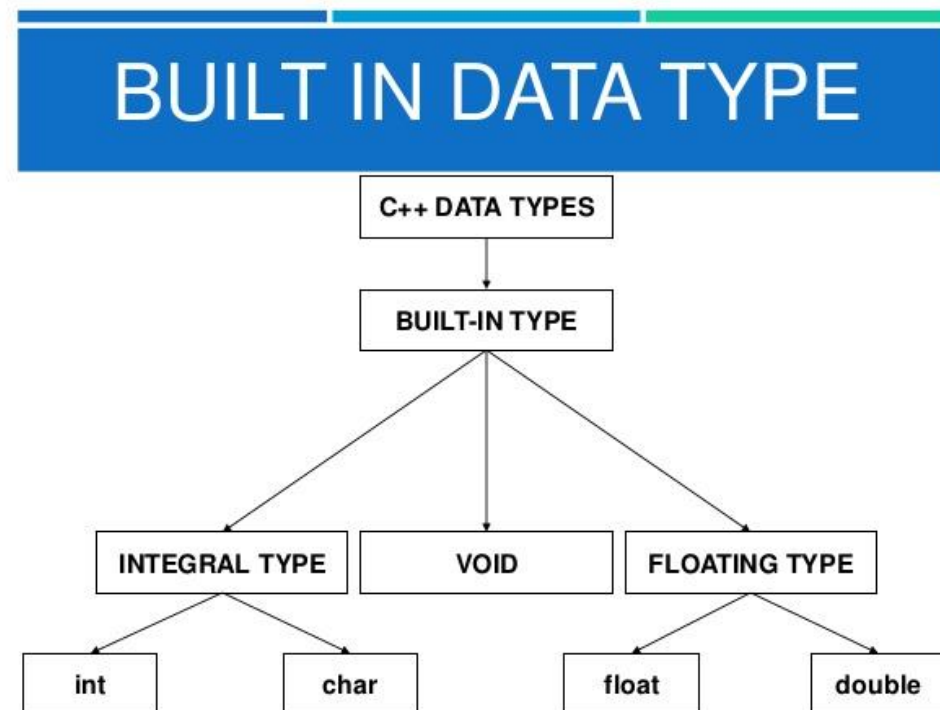 BUILT IN DATA TYPE
C++ DATA TYPES
BUILT-IN TYPE
INTEGRAL TYPE
VOID
FLOATING TYPE
int
char
float
double